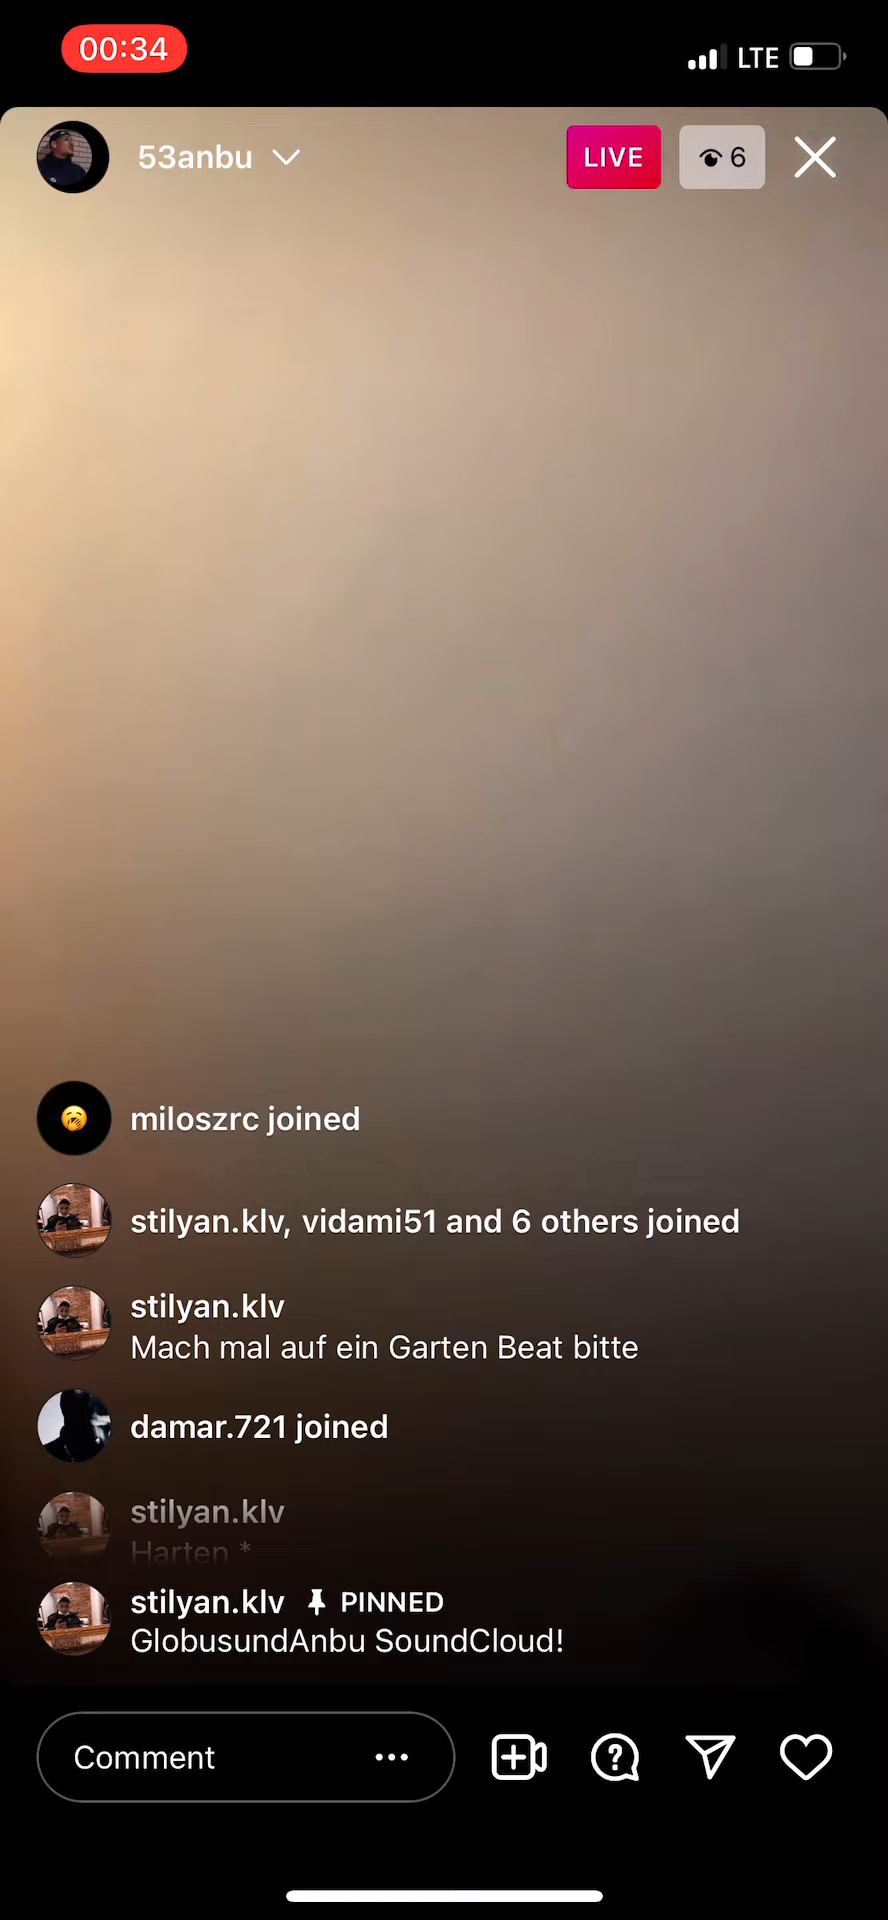 00:34
LTE
53anbu
LIVE
6
miloszrc joined
stilyan.klv, vidami51 and 6 others joined
stilyan.klv
Mach mal auf ein Garten Beat bitte
damar.721 joined
stilyan.klv
Harten *
stilyan.klv PINNED
GlobusundAnbu SoundCloud!
Comment